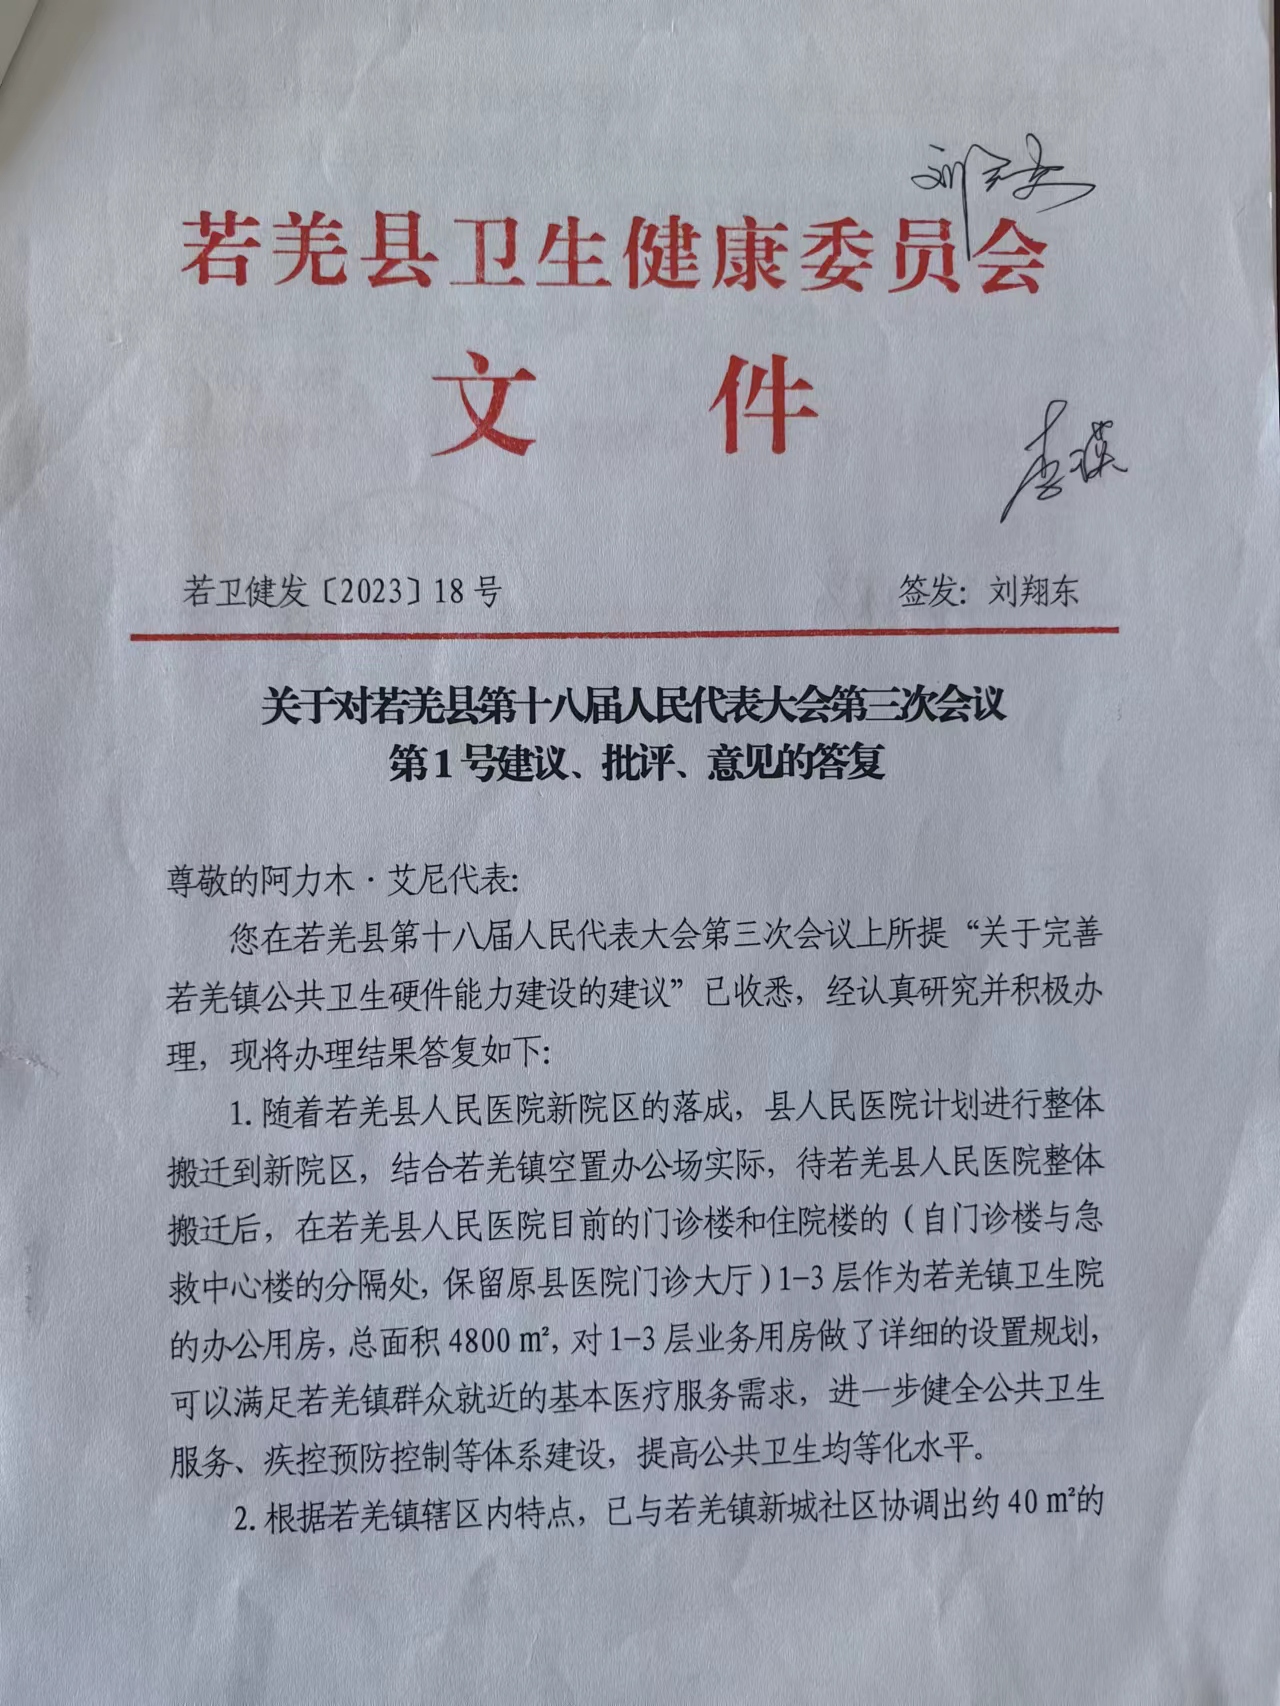 若羌县卫生健康委员会
文 件
若卫健发〔2023〕18 号 签发：刘翔东
关于对若羌县第十八届人民代表大会第三次会议
第 1 号建议、批评、意见的答复
尊敬的阿力木·艾尼代表：
您在若羌县第十八届人民代表大会第三次会议上所提“关于完善
若羌镇公共卫生硬件能力建设的建议”已收悉，经认真研究并积极办
理，现将办理结果答复如下：
1. 随着若羌县人民医院新院区的落成，县人民医院计划进行整体
搬迁到新院区，结合若羌镇空置办公场实际，待若羌县人民医院整体
搬迁后，在若羌县人民医院目前的门诊楼和住院楼的（自门诊楼与急
救中心楼的分隔处，保留原县医院门诊大厅）1-3 层作为若羌镇卫生院
的办公用房，总面积 4800 m²，对 1-3 层业务用房做了详细的设置规划，
可以满足若羌镇群众就近的基本医疗服务需求，进一步健全公共卫生
服务、疾控预防控制等体系建设，提高公共卫生均等化水平。
2. 根据若羌镇辖区内特点，已与若羌镇新城社区协调出约 40 m²的